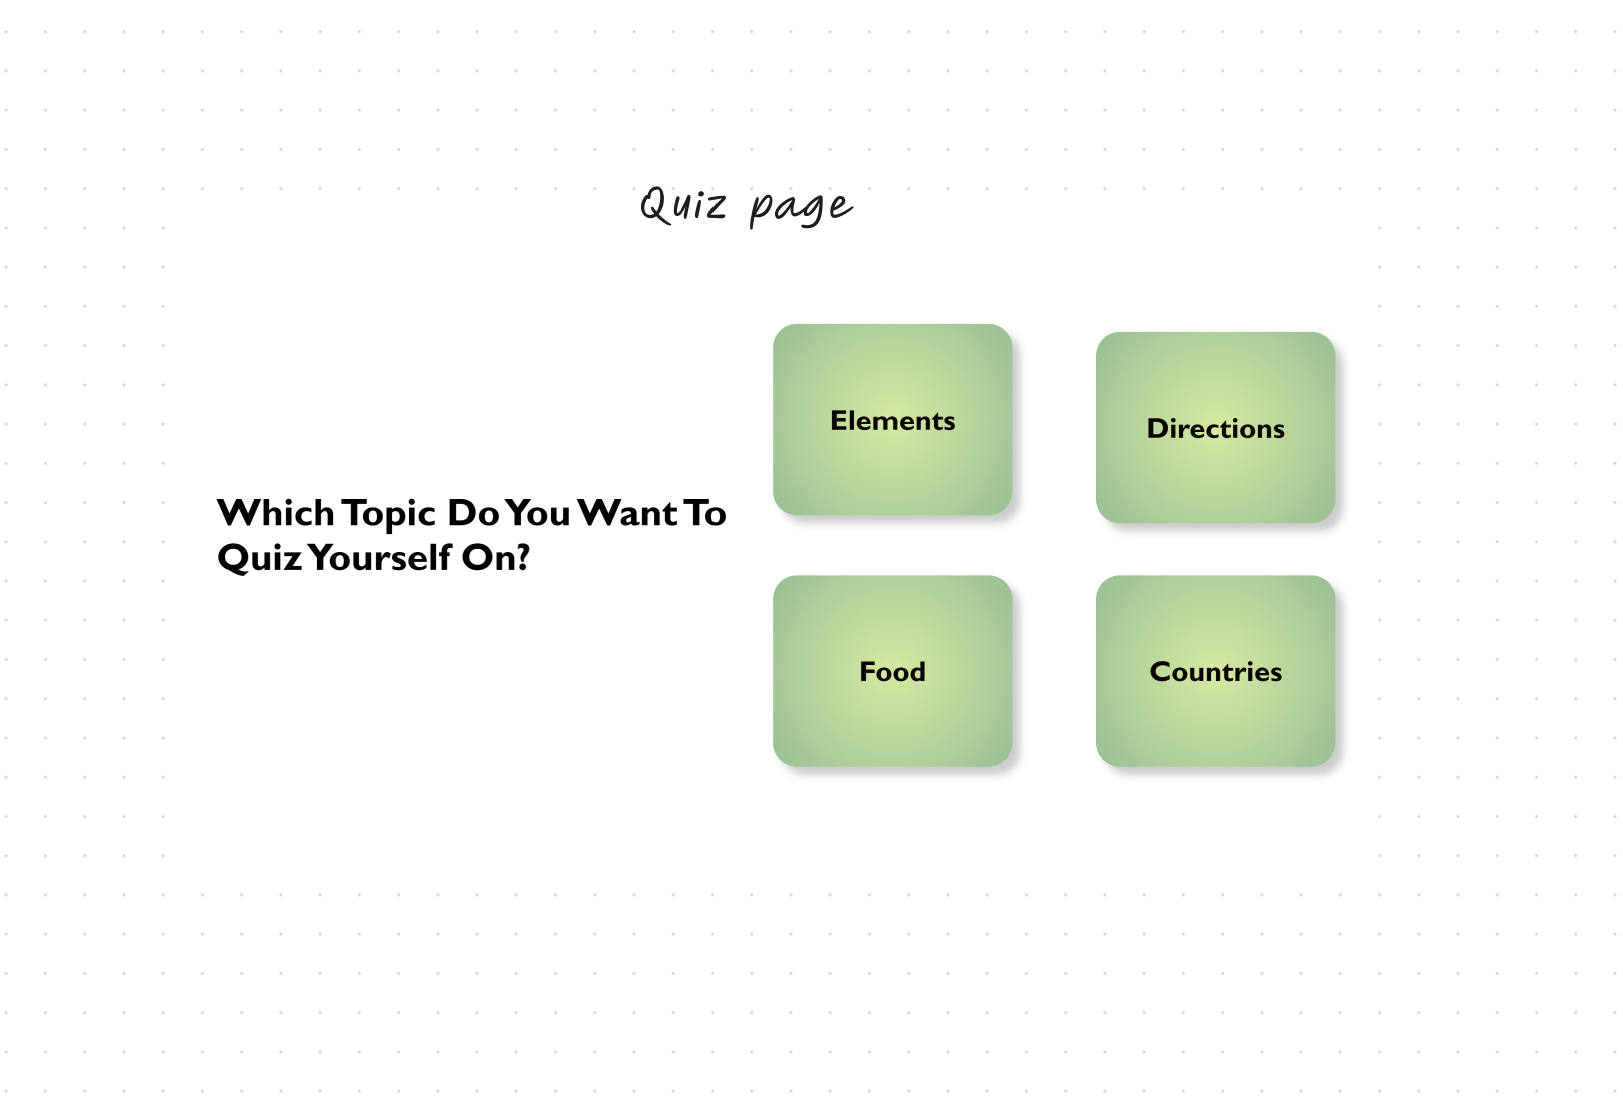 Quiz page
Which Topic Do You Want To
Quiz Yourself On?
Elements
Directions
Food
Countries